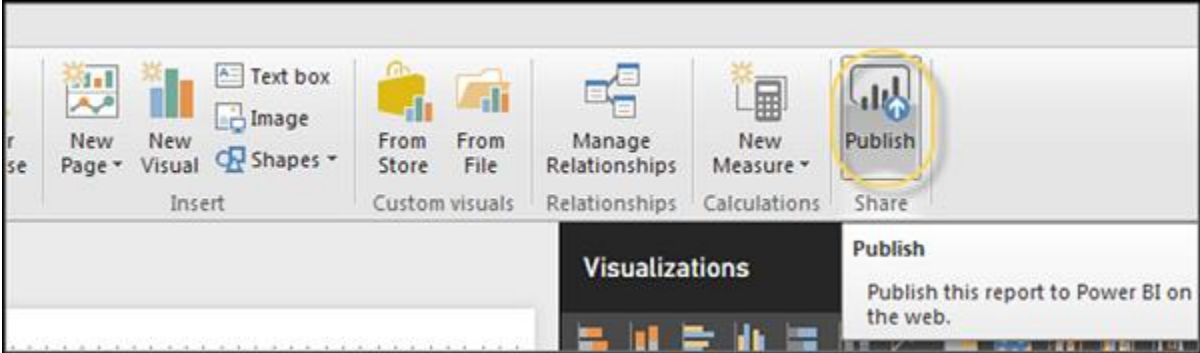 r
se
New
Page
New
Visual
Text box
Image
Shapes
Insert
From
Store
From
File
Custom visuals
Manage
Relationships
Relationships
New
Measure
Calculations
Publish
Share
Visualizations
Publish
Publish this report to Power BI on
the web.